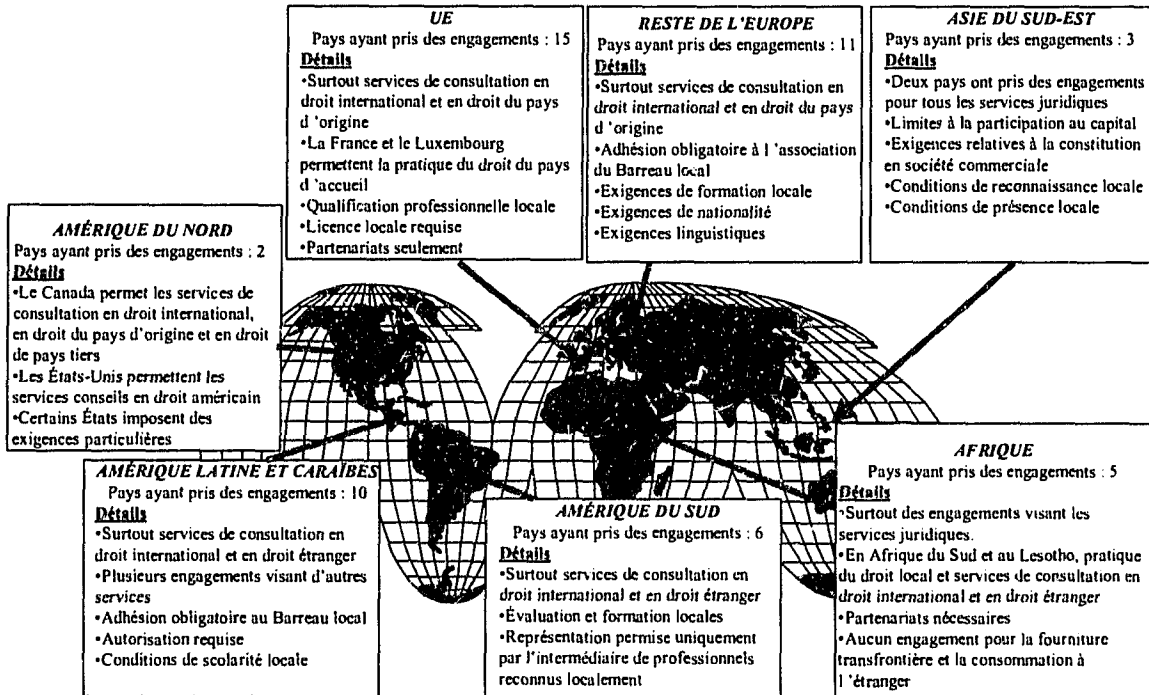 UE
Pays ayant pris des engagements : 15
Détails
•Surtout services de consultation en
droit international et en droit du pays
d 'origine
•La France et le Luxembourg
permettent la pratique du droit du pays
d 'accueil
•Qualification professionnelle locale
•Licence locale requise
•Partenariats seulement
RESTE DE L'EUROPE
Pays ayant pris des engagements : 11
Détails
•Surtout services de consultation en
droit international et en droit du pays
d 'origine
•Adhésion obligatoire à l 'association
du Barreau local
•Exigences de formation locale
•Exigences de nationalité
•Exigences linguistiques
ASIE DU SUD-EST
Pays ayant pris des engagements : 3
Détails
•Deux pays ont pris des engagements
pour tous les services juridiques
•Limites à la participation au capital
•Exigences relatives à la constitution
en société commerciale
•Conditions de reconnaissance locale
•Conditions de présence locale
AMÉRIQUE DU NORD
Pays ayant pris des engagements : 2
Détails
•Le Canada permet les services de
consultation en droit international,
en droit du pays d'origine et en droit
de pays tiers
•Les États-Unis permettent les
services conseils en droit américain
•Certains États imposent des
exigences particulières
AMÉRIQUE LATINE ET CARAÏBES
Pays ayant pris des engagements : 10
Détails
•Surtout services de consultation en
droit international et en droit étranger
•Plusieurs engagements visant d'autres
services
•Adhésion obligatoire au Barreau local
•Autorisation requise
•Conditions de scolarité locale
AMÉRIQUE DU SUD
Pays ayant pris des engagements : 6
Détails
•Surtout services de consultation en
droit international et en droit étranger
•Évaluation et formation locales
•Représentation permise uniquement
par l'intermédiaire de professionnels
reconnus localement
AFRIQUE
Pays ayant pris des engagements : 5
Détails
•Surtout des engagements visant les
services juridiques.
•En Afrique du Sud et au Lesotho, pratique
du droit local et services de consultation en
droit international et en droit étranger
•Partenariats nécessaires
•Aucun engagement pour la fourniture
transfrontière et la consommation à
l 'étranger